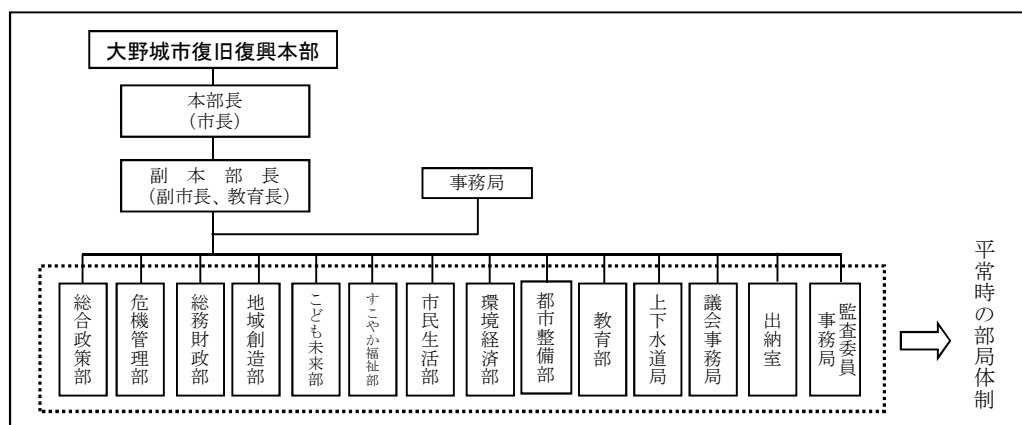 大野城市復旧復興本部
本部長
（市長）
副本部長
（副市長、教育長）
事務局
総合政策部
危機管理部
総務財政部
地域創造部
こども未来部
すこやか福祉部
市民生活部
環境経済部
都市整備部
教育部
上下水道局
議会事務局
出納室
監査委員
事務局
平常時の部局体制